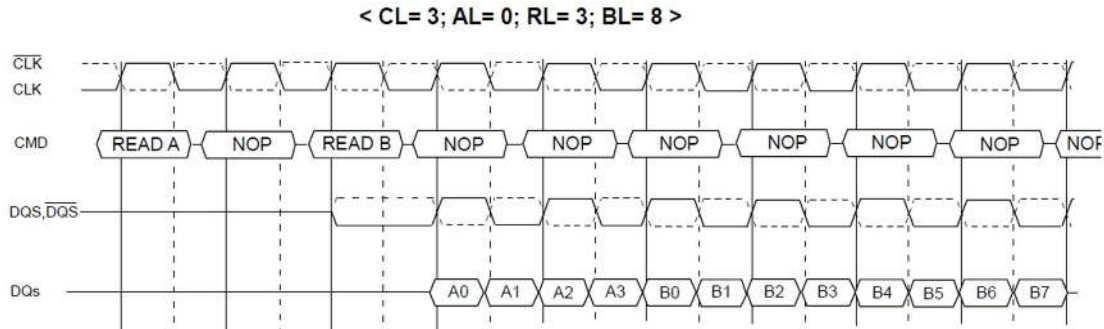 < CL= 3; AL= 0; RL= 3; BL= 8 >
CLK
CLK
CMD READ A NOP READ B NOP NOP NOP NOP NOP NOP NOP
DQS,DQS
DQs A0 A1 A2 A3 B0 B1 B2 B3 B4 B5 B6 B7